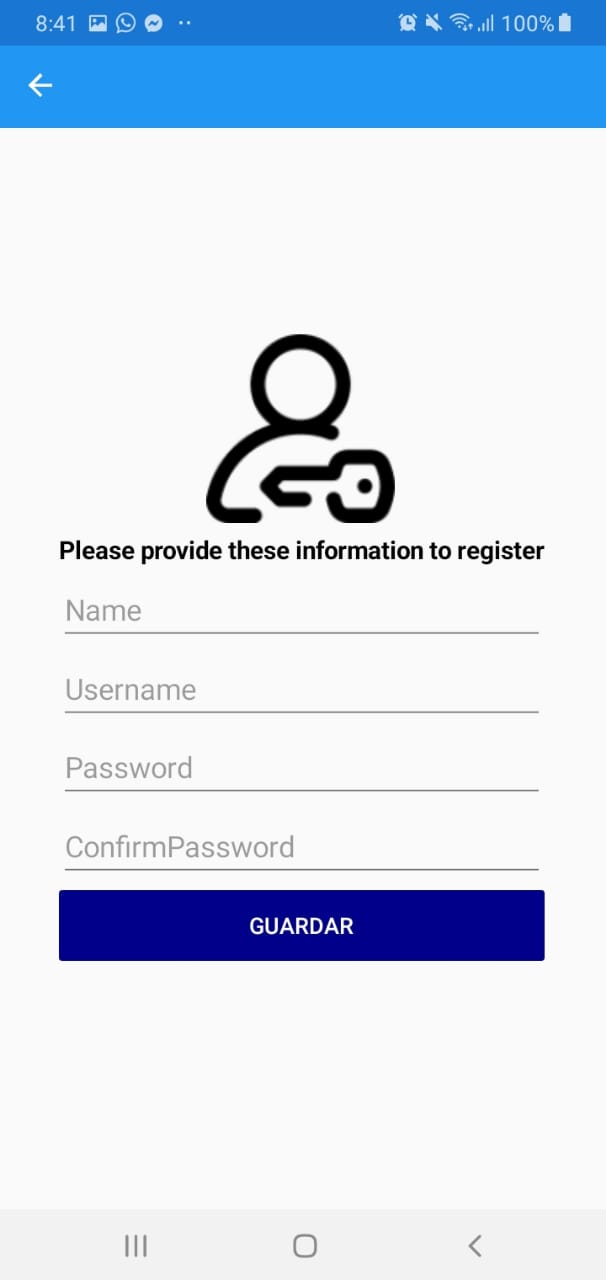 8:41 100%
Please provide these information to register
Name
Username
Password
ConfirmPassword
GUARDAR